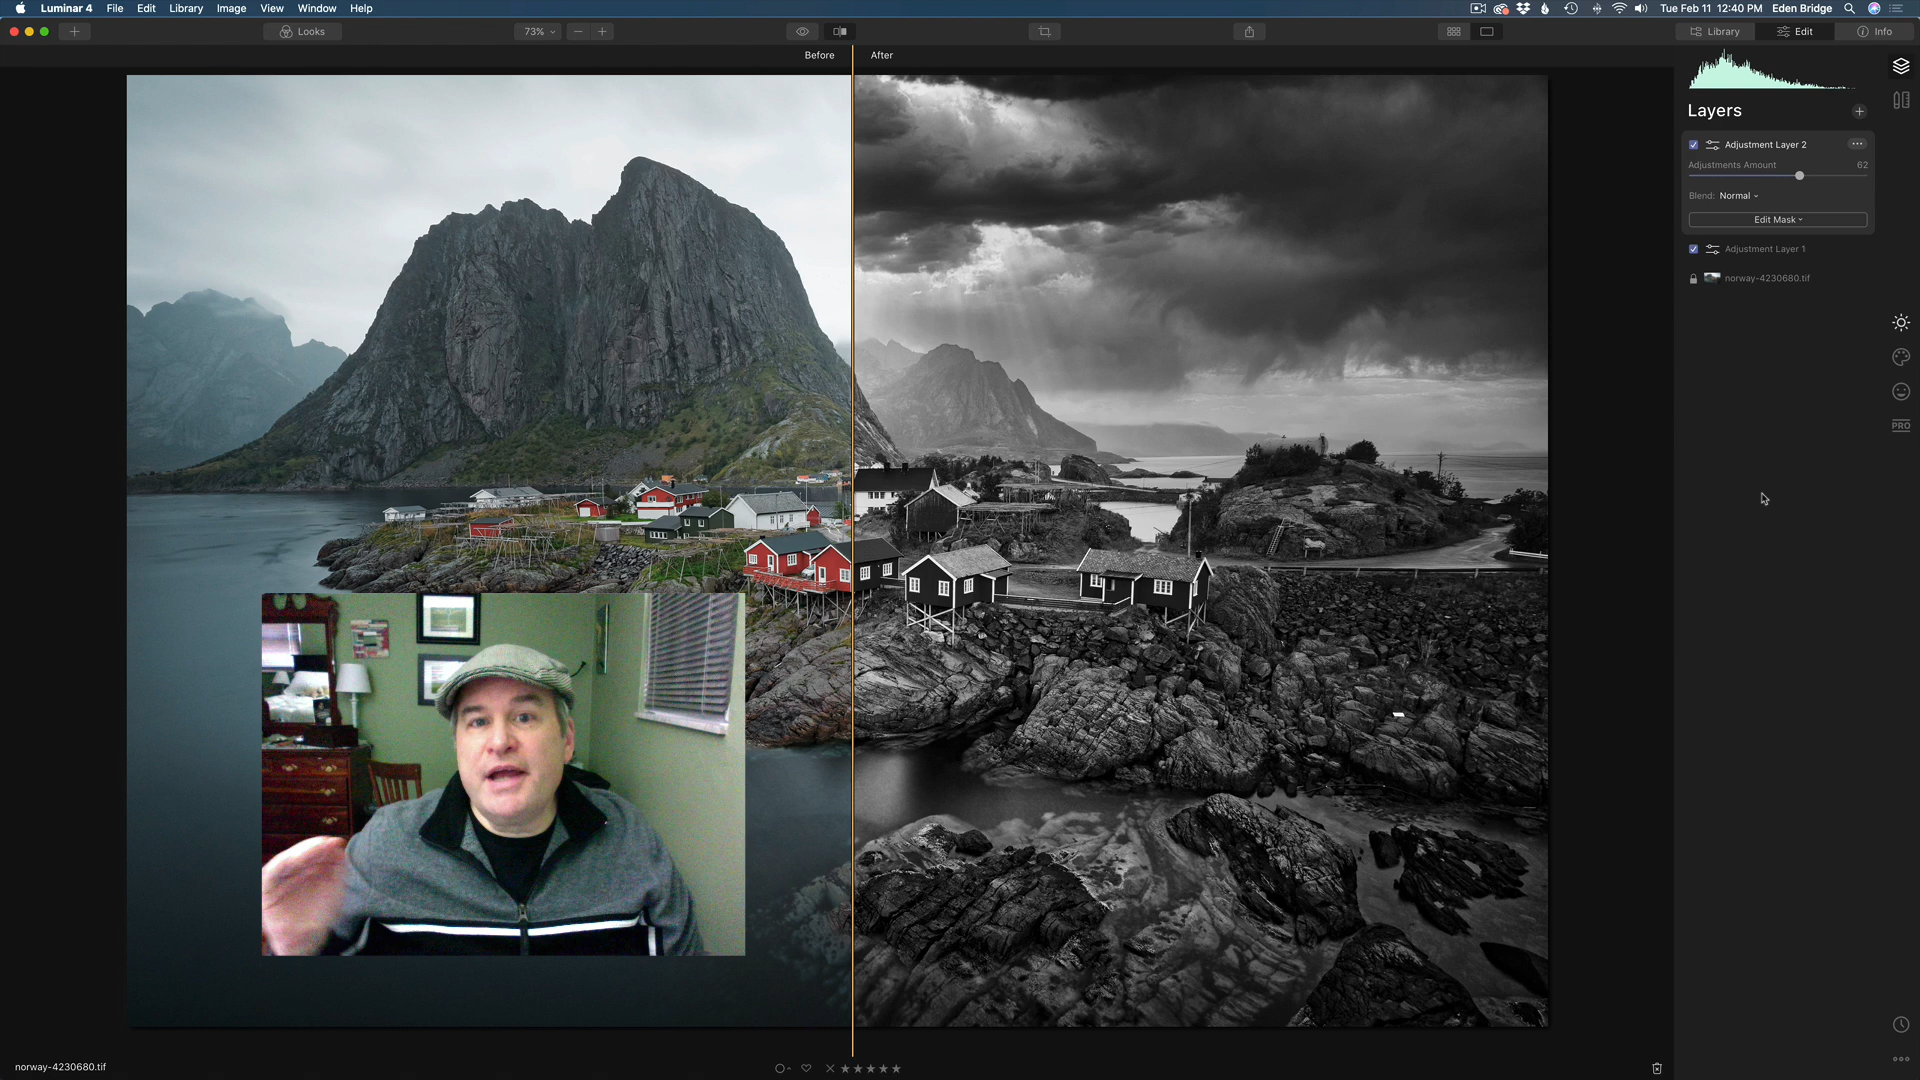 Luminar 4 File Edit Library Image View Window Help Tue Feb 11 12:40 PM Eden Bridge
Looks 73% Library Edit Info
Before After
Layers
Adjustment Layer 2
Adjustments Amount 62
Blend: Normal
Edit Mask
Adjustment Layer 1
norway-4230680.tif
PRO
norway-4230680.tif